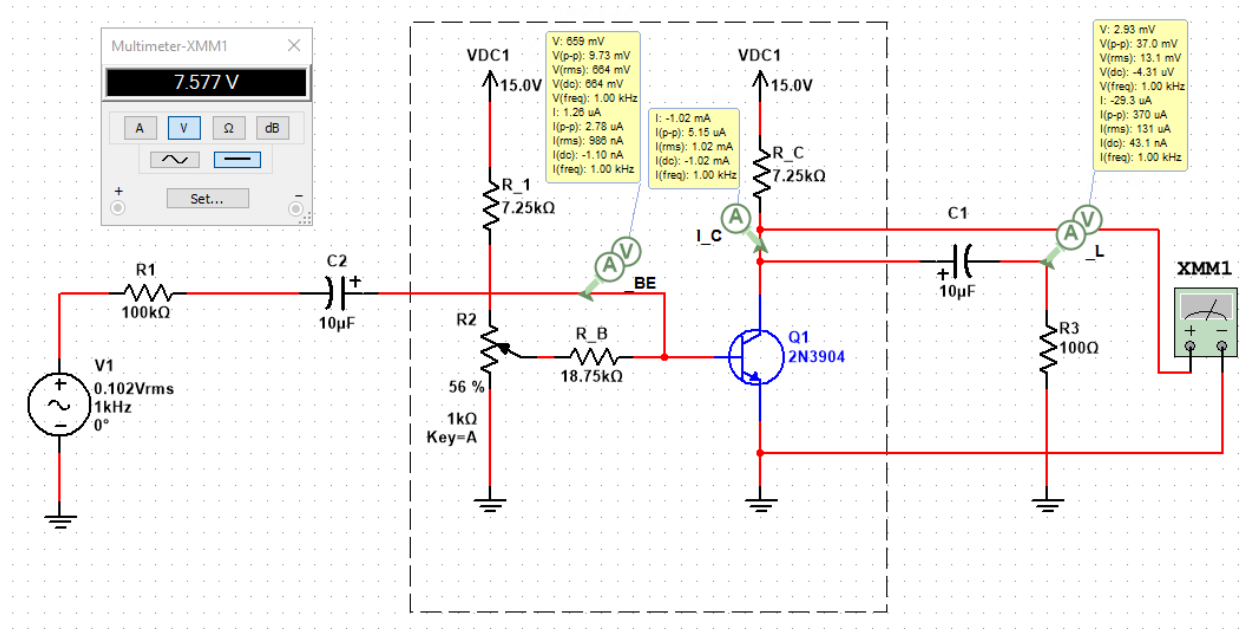 Multimeter-XMM1
7.577 V
A
V
Ω
dB
+
Set...
−
VDC1
15.0V
R_1
7.25kΩ
V: 659 mV
V(p-p): 9.73 mV
V(rms): 664 mV
V(dc): 664 mV
V(freq): 1.00 kHz
I: 1.26 uA
I(p-p): 2.78 uA
I(rms): 986 nA
I(dc): -1.10 nA
I(freq): 1.00 kHz
I: -1.02 mA
I(p-p): 5.15 uA
I(rms): 1.02 mA
I(dc): -1.02 mA
I(freq): 1.00 kHz
VDC1
15.0V
R_C
7.25kΩ
V: 2.93 mV
V(p-p): 37.0 mV
V(rms): 13.1 mV
V(dc): -4.31 uV
V(freq): 1.00 kHz
I: -29.3 uA
I(p-p): 370 uA
I(rms): 131 uA
I(dc): 43.1 nA
I(freq): 1.00 kHz
A
I_C
A
V
_BE
A
V
_L
C1
+
10µF
XMM1
+
−
R1
100kΩ
C2
+
10µF
R2
56 %
1kΩ
Key=A
R_B
18.75kΩ
Q1
2N3904
R3
100Ω
V1
+
−
0.102Vrms
1kHz
0°